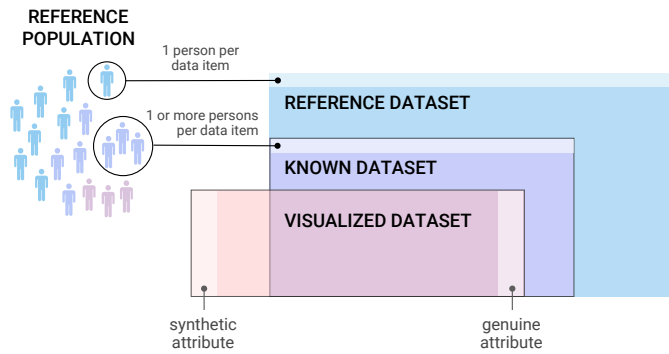 REFERENCE
POPULATION
1 person per
data item
REFERENCE DATASET
1 or more persons
per data item
KNOWN DATASET
VISUALIZED DATASET
synthetic
attribute
genuine
attribute